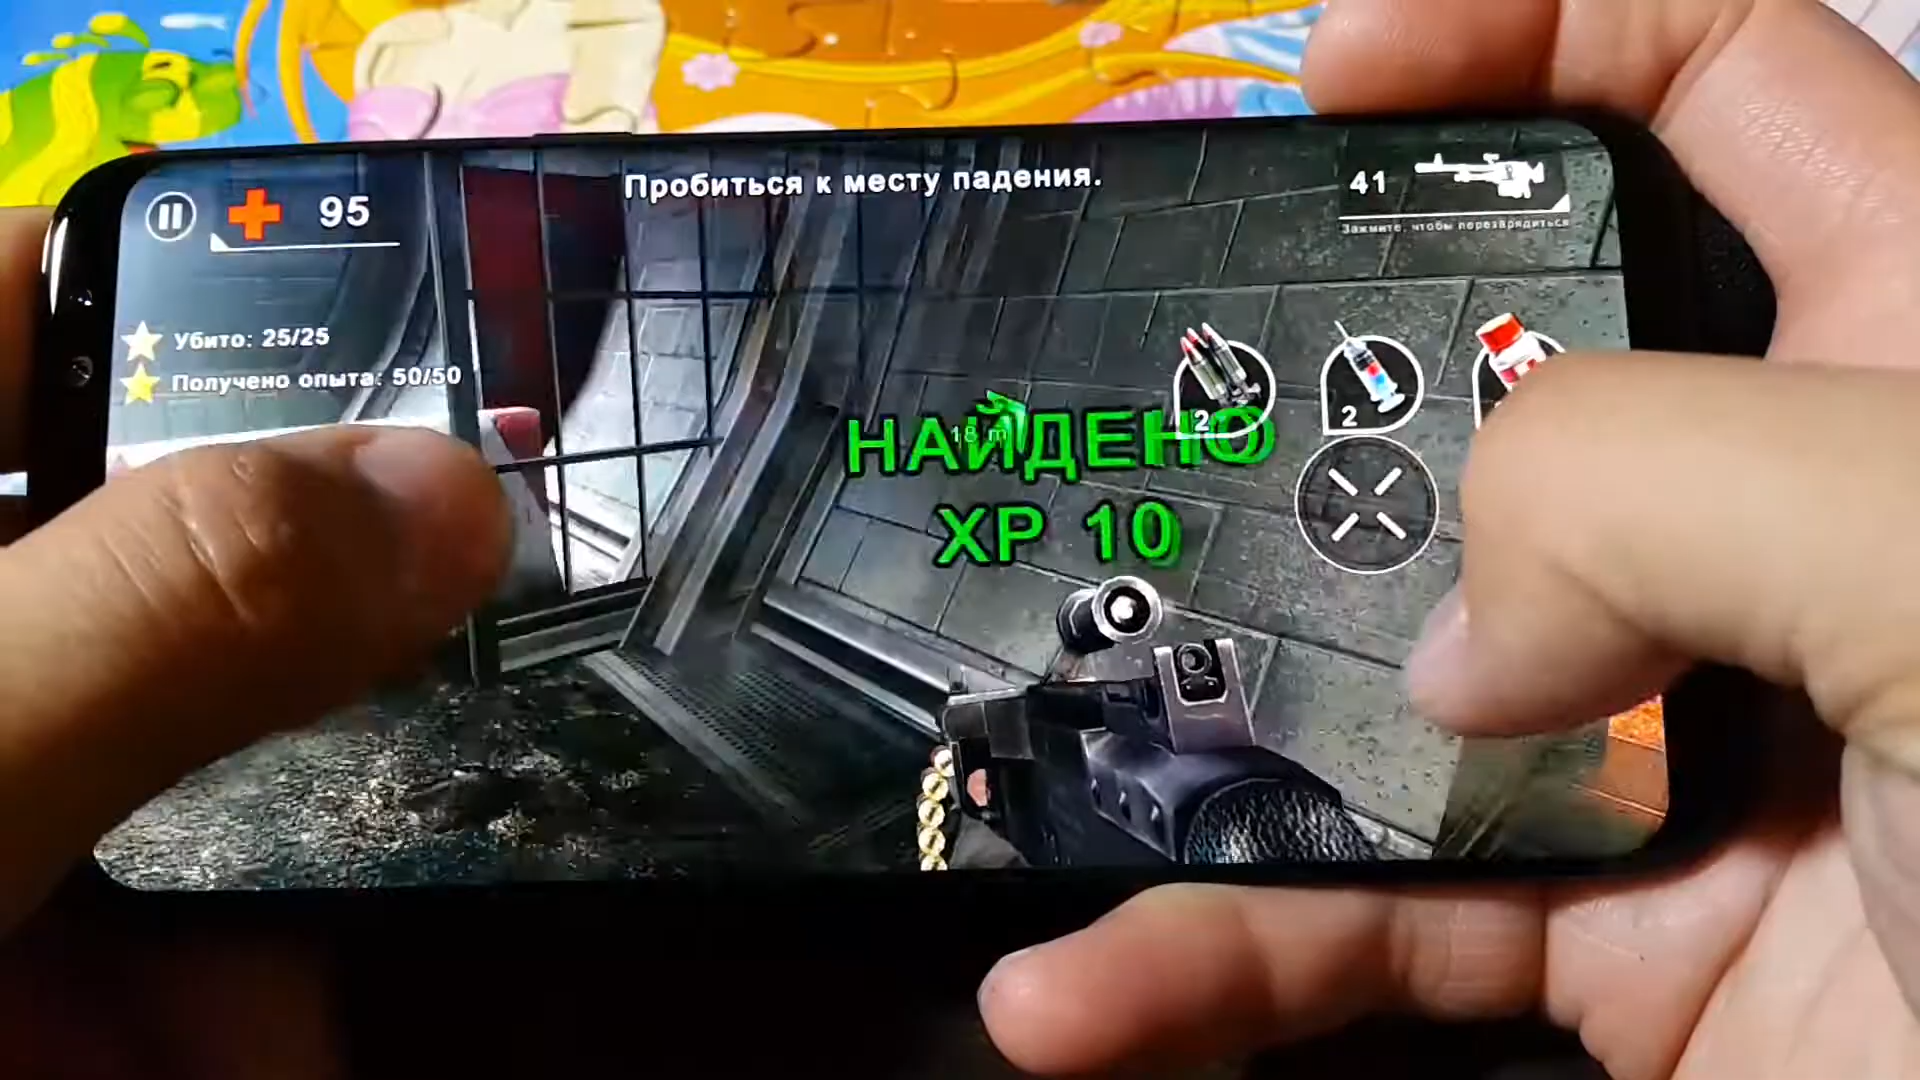 Пробиться к месту падения.
95
41
Зажмите, чтобы перезарядиться
Убито: 25/25
Получено опыта: 50/50
2
2
18 m
НАЙДЕНО
XP 10